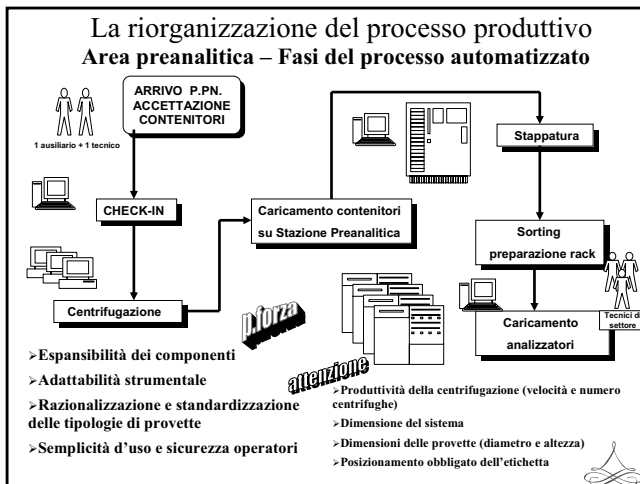 La riorganizzazione del processo produttivo
Area preanalitica – Fasi del processo automatizzato
ARRIVO P.PN.
ACCETTAZIONE
CONTENITORI
1 ausiliario + 1 tecnico
CHECK-IN
Centrifugazione
Caricamento contenitori
su Stazione Preanalitica
Stappatura
Sorting
preparazione rack
Tecnici di
settore
Caricamento
analizzatori
p.forza
➢Espansibilità dei componenti
➢Adattabilità strumentale
➢Razionalizzazione e standardizzazione
delle tipologie di provette
➢Semplicità d'uso e sicurezza operatori
attenzione
➢Produttività della centrifugazione (velocità e numero
centrifughe)
➢Dimensione del sistema
➢Dimensioni delle provette (diametro e altezza)
➢Posizionamento obbligato dell'etichetta